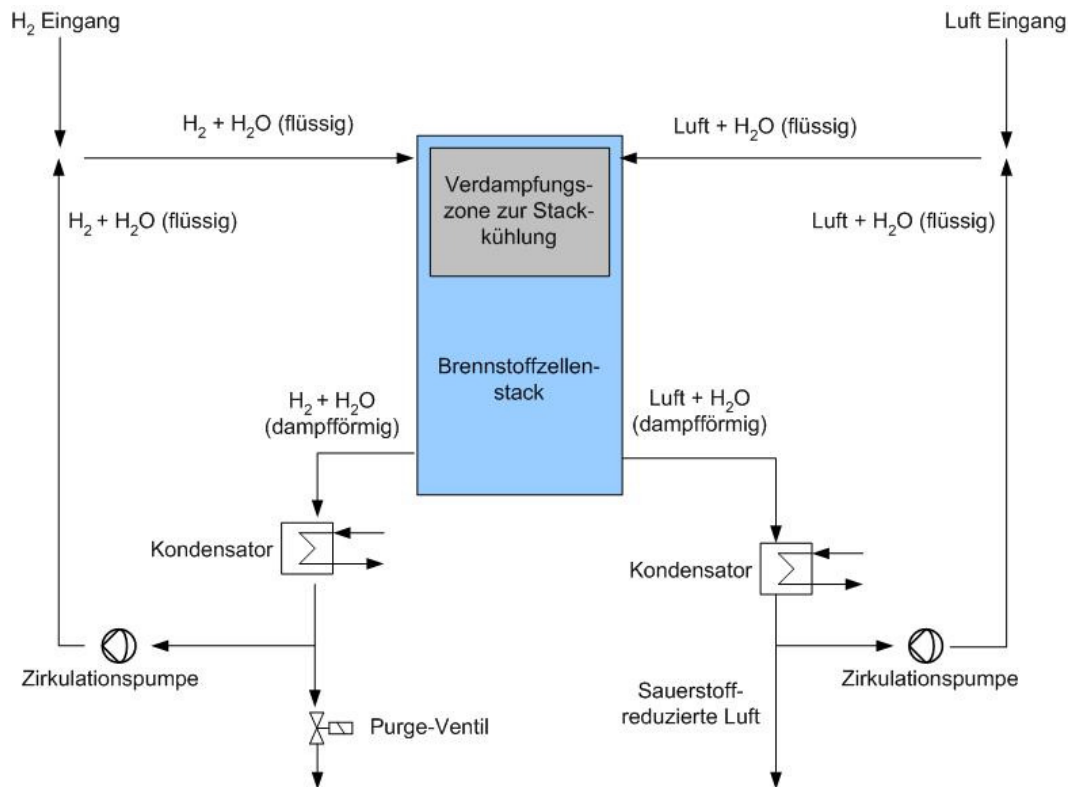 H₂ Eingang
Luft Eingang
H₂ + H₂O (flüssig)
Luft + H₂O (flüssig)
Verdampfungs-
zone zur Stack-
kühlung
H₂ + H₂O (flüssig)
Luft + H₂O (flüssig)
Brennstoffzellen-
stack
H₂ + H₂O
(dampfförmig)
Luft + H₂O
(dampfförmig)
Kondensator
Kondensator
Zirkulationspumpe
Zirkulationspumpe
Sauerstoff-
reduzierte Luft
Purge-Ventil